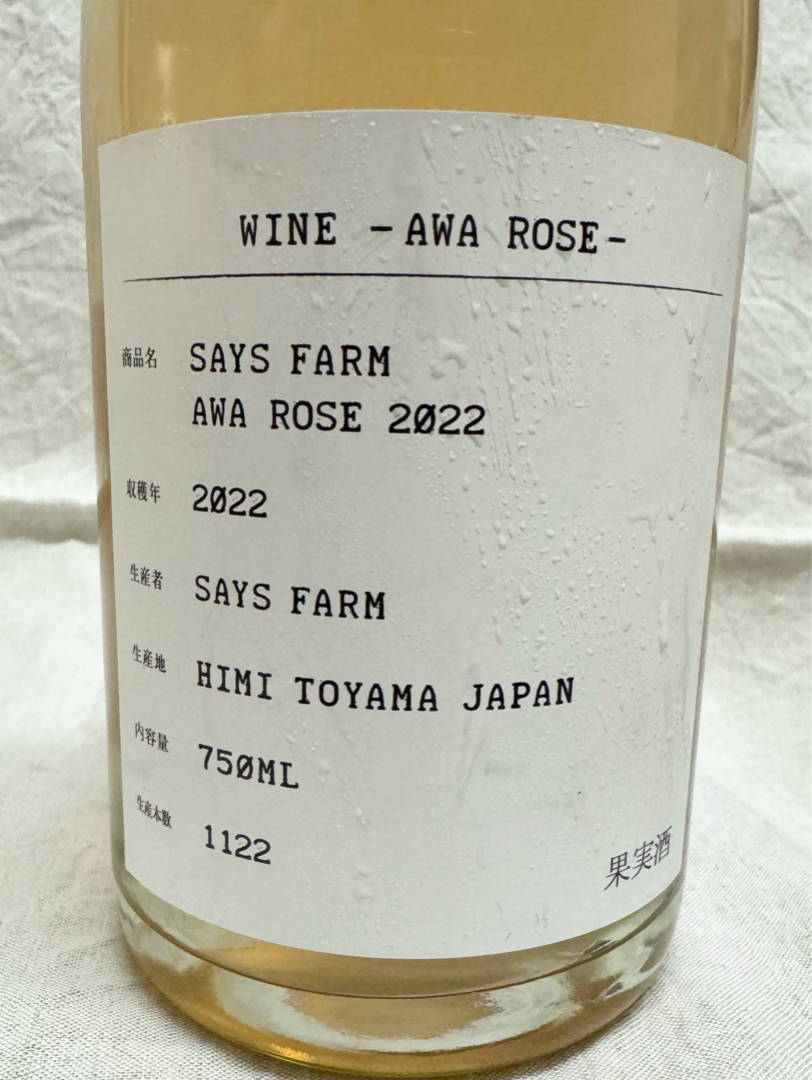 WINE -AWA ROSE-
商品名 SAYS FARM
AWA ROSE 2022
収穫年 2022
生産者 SAYS FARM
生産地 HIMI TOYAMA JAPAN
内容量 750ML
生産本数 1122
果実酒